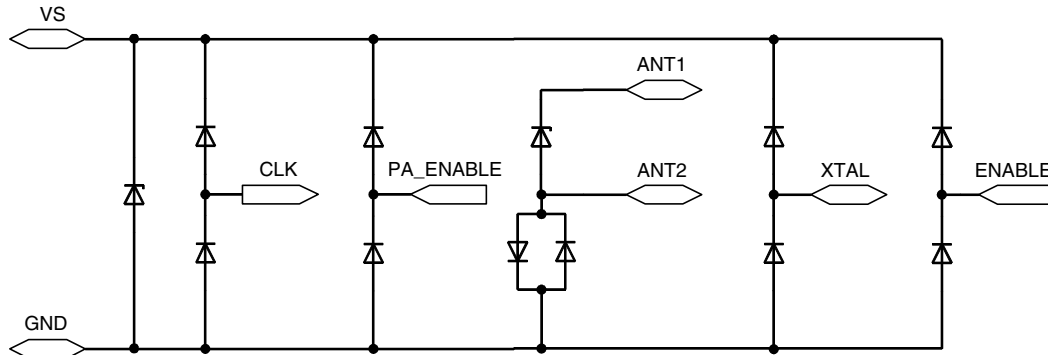 VS
ANT1
CLK
PA_ENABLE
ANT2
XTAL
ENABLE
GND